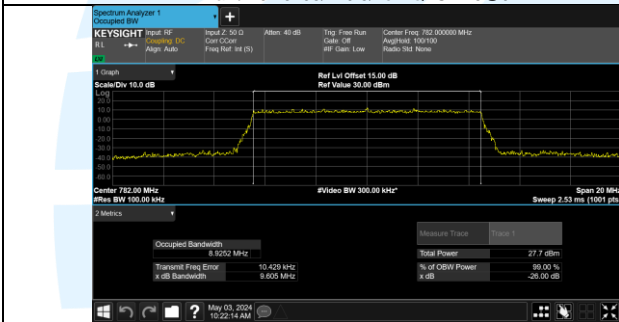 Spectrum Analyzer 1
Occupied BW
KEYSIGHT
RL
Input: RF
Coupling: DC
Align: Auto
Input Z: 50 Ω
Corr CCorr
Freq Ref: Int (S)
Atten: 40 dB
Trig: Free Run
Gate: Off
#IF Gain: Low
Center Freq: 782.000000 MHz
Avg|Hold: 100/100
Radio Std: None
1 Graph
Scale/Div 10.0 dB
Ref Lvl Offset 15.00 dB
Ref Value 30.00 dBm
Log
20.0
10.0
0.00
-10.0
-20.0
-30.0
-40.0
-50.0
-60.0
Center 782.00 MHz
#Res BW 100.00 kHz
#Video BW 300.00 kHz*
Span 20 MHz
Sweep 2.53 ms (1001 pts
2 Metrics
Measure Trace
Trace 1
Occupied Bandwidth
8.9252 MHz
Total Power
27.7 dBm
Transmit Freq Error
10.429 kHz
% of OBW Power
99.00 %
x dB Bandwidth
9.605 MHz
x dB
-26.00 dB
?
May 03, 2024
10:22:14 AM